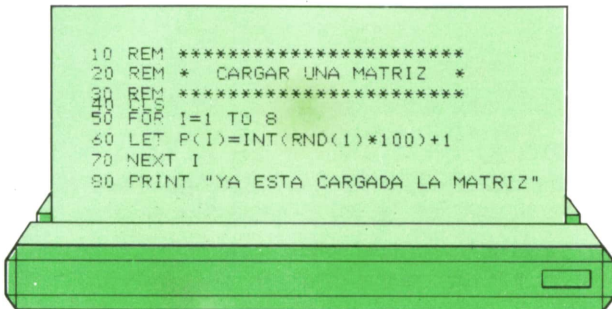 10 REM ***********************
20 REM *  CARGAR UNA MATRIZ  *
30 REM ***********************
40 CLS
50 FOR I=1 TO 8
60 LET P(I)=INT(RND(1)*100)+1
70 NEXT I
80 PRINT "YA ESTA CARGADA LA MATRIZ"